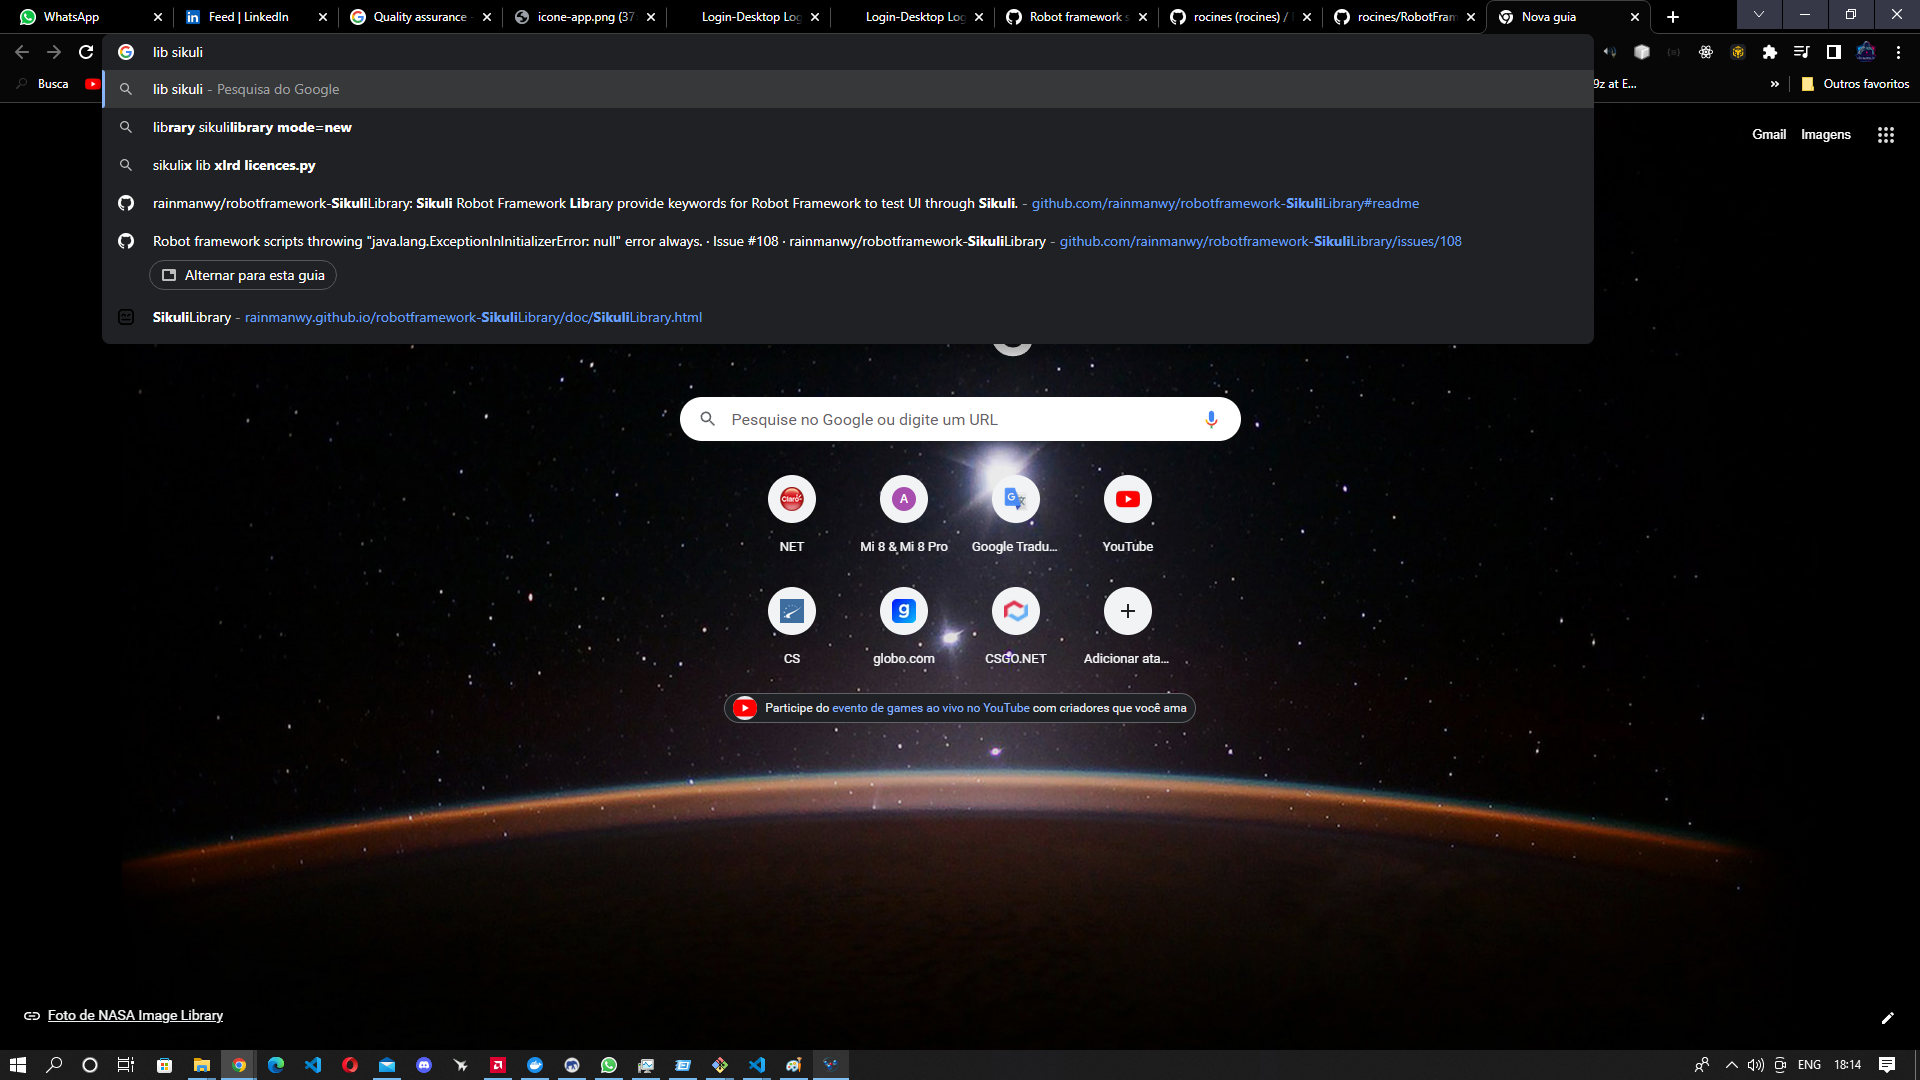 WhatsApp
Feed | LinkedIn
Quality assurance
icone-app.png (37
Login-Desktop Log
Login-Desktop Log
Robot framework s
rocines (rocines) /
rocines/RobotFram
Nova guia
lib sikuli
Busca
lib sikuli - Pesquisa do Google
9z at E...
»
Outros favoritos
library sikulilibrary mode=new
Gmail
Imagens
sikulix lib xlrd licences.py
rainmanwy/robotframework-SikuliLibrary: Sikuli Robot Framework Library provide keywords for Robot Framework to test UI through Sikuli. - github.com/rainmanwy/robotframework-SikuliLibrary#readme
Robot framework scripts throwing "java.lang.ExceptionInInitializerError: null" error always. · Issue #108 · rainmanwy/robotframework-SikuliLibrary - github.com/rainmanwy/robotframework-SikuliLibrary/issues/108
Alternar para esta guia
SikuliLibrary - rainmanwy.github.io/robotframework-SikuliLibrary/doc/SikuliLibrary.html
Pesquise no Google ou digite um URL
Claro
A
NET
Mi 8 & Mi 8 Pro
Google Tradu...
YouTube
g
CS
globo.com
CSGO.NET
Adicionar ata...
Participe do evento de games ao vivo no YouTube com criadores que você ama
Foto de NASA Image Library
ENG
18:14